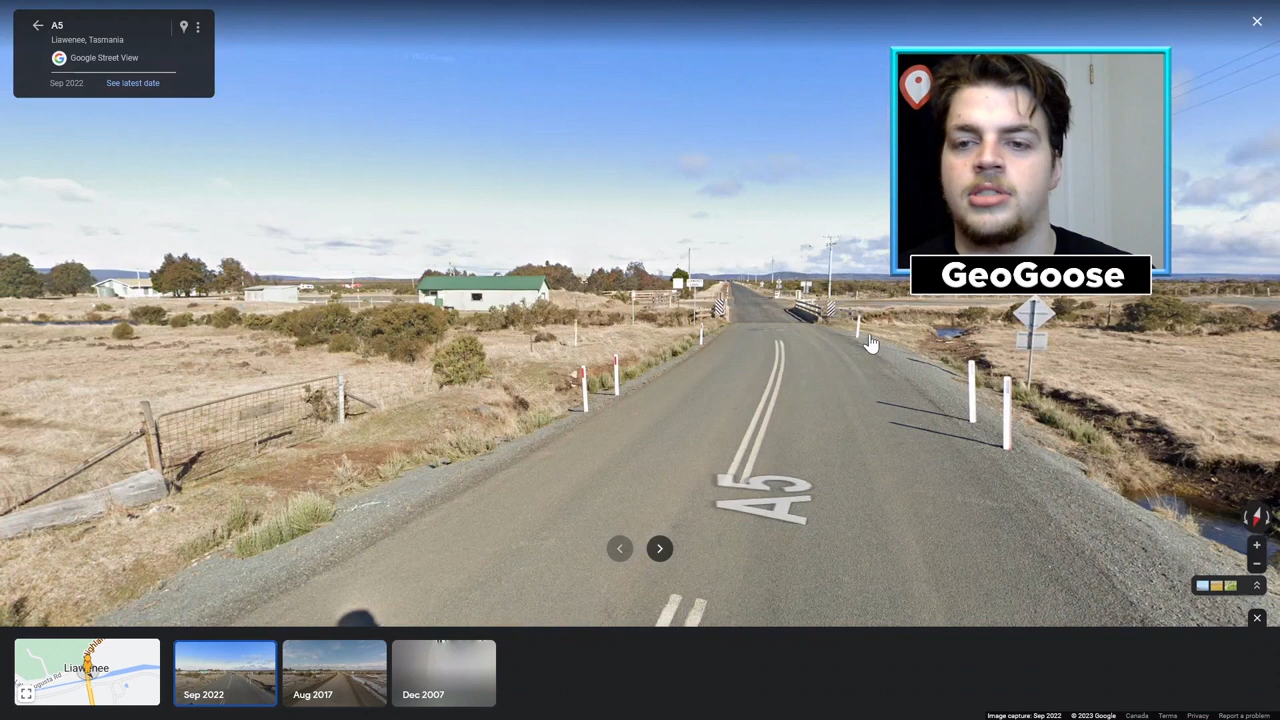 A5
Liawenee, Tasmania
Google Street View
Sep 2022
See latest date
GeoGoose
A5
Liawenee
Sep 2022
Aug 2017
Dec 2007
Image capture: Sep 2022 © 2023 Google Canada Terms Privacy Report a problem